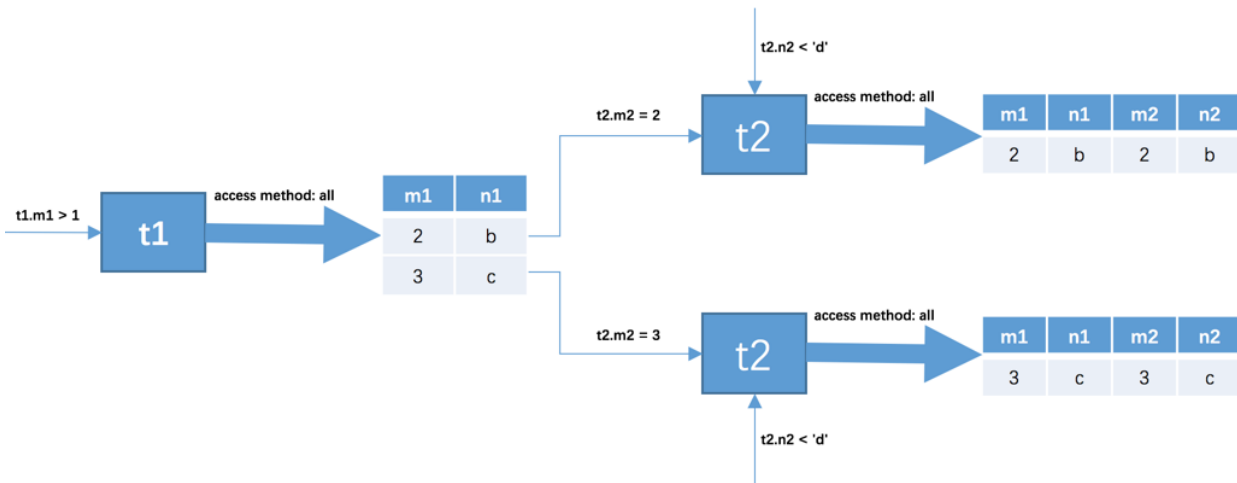 t2.n2 < 'd'
access method: all
t2.m2 = 2
t2
m1 n1 m2 n2
2 b 2 b
t1.m1 > 1
t1
access method: all
m1 n1
2 b
3 c
t2.m2 = 3
t2
access method: all
m1 n1 m2 n2
3 c 3 c
t2.n2 < 'd'